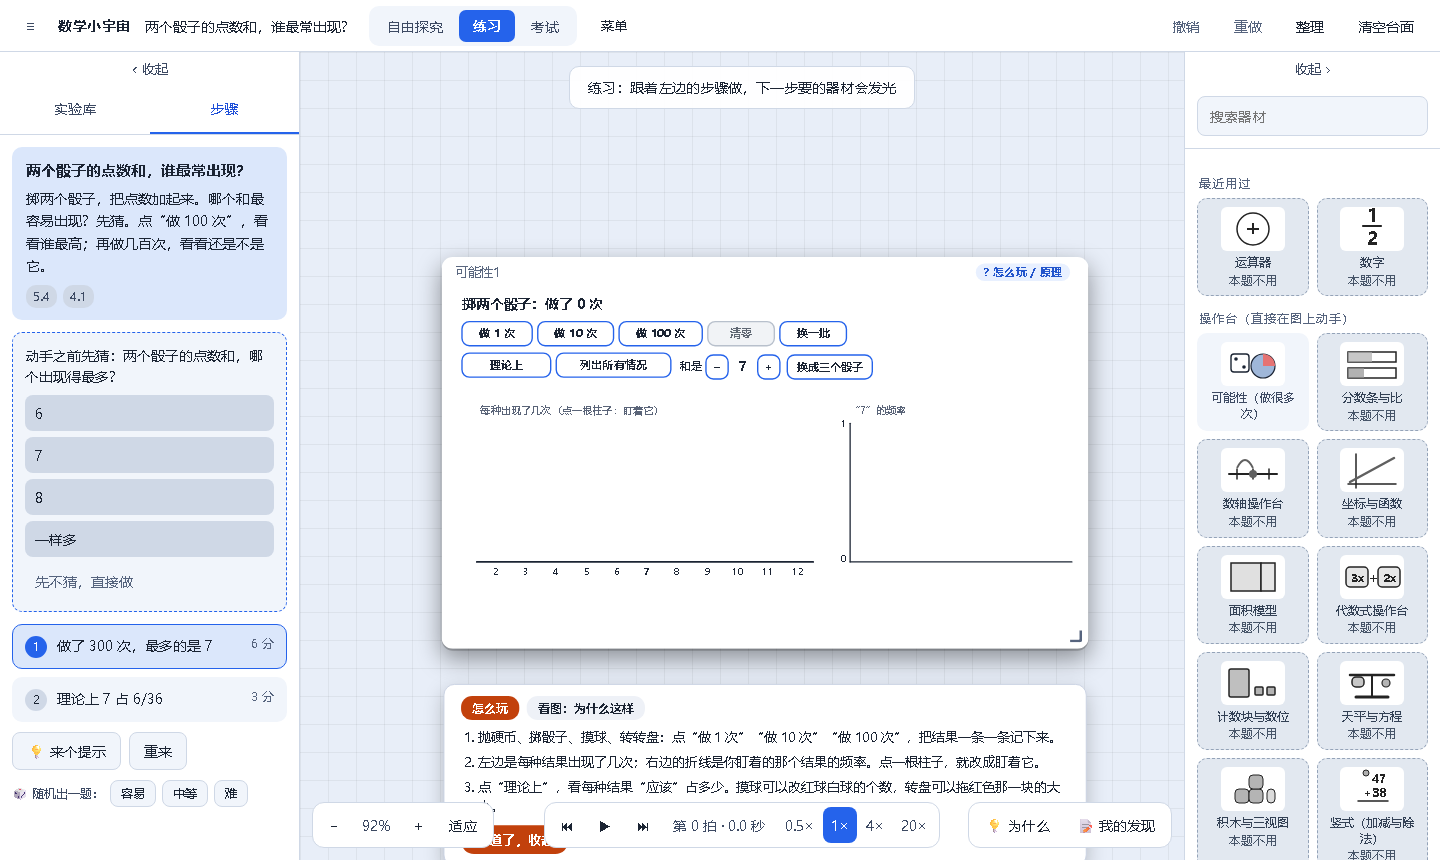 ≡ 数学小宇宙 两个骰子的点数和，谁最常出现？ 自由探究 练习 考试 菜单 撤销 重做 整理 清空台面
‹ 收起
实验库 步骤
两个骰子的点数和，谁最常出现？
掷两个骰子，把点数加起来。哪个和最
容易出现？先猜。点“做 100 次”，看
看谁最高；再做几百次，看看还是不是
它。
5.4 4.1
动手之前先猜：两个骰子的点数和，哪
个出现得最多？
6
7
8
一样多
先不猜，直接做
1 做了 300 次，最多的是 7 6 分
2 理论上 7 占 6/36 3 分
来个提示 重来
随机出一题： 容易 中等 难
练习：跟着左边的步骤做，下一步要的器材会发光
可能性1 ? 怎么玩 / 原理
掷两个骰子：做了 0 次
做 1 次 做 10 次 做 100 次 清零 换一批
理论上 列出所有情况 和是 − 7 + 换成三个骰子
每种出现了几次（点一根柱子：盯着它）
2 3 4 5 6 7 8 9 10 11 12
“7”的频率
1
0
怎么玩 看图：为什么这样
1. 抛硬币、掷骰子、摸球、转转盘：点“做 1 次”“做 10 次”“做 100 次”，把结果一条一条记下来。
2. 左边是每种结果出现了几次；右边的折线是你盯着的那个结果的频率。点一根柱子，就改成盯着它。
3. 点“理论上”，看每种结果“应该”占多少。摸球可以改红球白球的个数，转盘可以拖红色那一块的大
道了，收起
− 92% + 适应
⏮ ▶ ⏭ 第 0 拍 · 0.0 秒 0.5× 1× 4× 20×
为什么 我的发现
收起 ›
搜索器材
最近用过
运算器
本题不用
1
2
数字
本题不用
操作台（直接在图上动手）
可能性（做很多
次）
分数条与比
本题不用
数轴操作台
本题不用
坐标与函数
本题不用
面积模型
本题不用
3x + 2x
代数式操作台
本题不用
计数块与数位
本题不用
天平与方程
本题不用
积木与三视图
本题不用
47
+38
竖式（加减与除
法）
本题不用